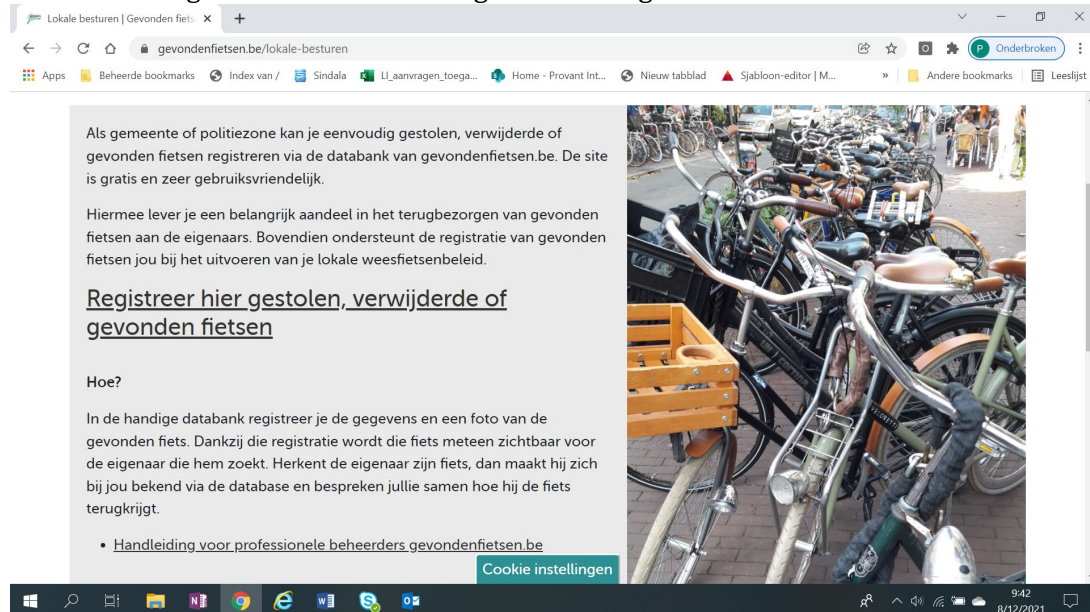 Lokale besturen | Gevonden fiets
gevondenfietsen.be/lokale-besturen
P Onderbroken
Apps Beheerde bookmarks Index van / Sindala LI_aanvragen_toega... Home - Provant Int... Nieuw tabblad Sjabloon-editor | M... » Andere bookmarks Leeslijst
Als gemeente of politiezone kan je eenvoudig gestolen, verwijderde of
gevonden fietsen registreren via de databank van gevondenfietsen.be. De site
is gratis en zeer gebruiksvriendelijk.
Hiermee lever je een belangrijk aandeel in het terugbezorgen van gevonden
fietsen aan de eigenaars. Bovendien ondersteunt de registratie van gevonden
fietsen jou bij het uitvoeren van je lokale weesfietsenbeleid.
Registreer hier gestolen, verwijderde of
gevonden fietsen
Hoe?
In de handige databank registreer je de gegevens en een foto van de
gevonden fiets. Dankzij die registratie wordt die fiets meteen zichtbaar voor
de eigenaar die hem zoekt. Herkent de eigenaar zijn fiets, dan maakt hij zich
bij jou bekend via de database en bespreken jullie samen hoe hij de fiets
terugkrijgt.
• Handleiding voor professionele beheerders gevondenfietsen.be
Cookie instellingen
VELORETTI
9:42
8/12/2021